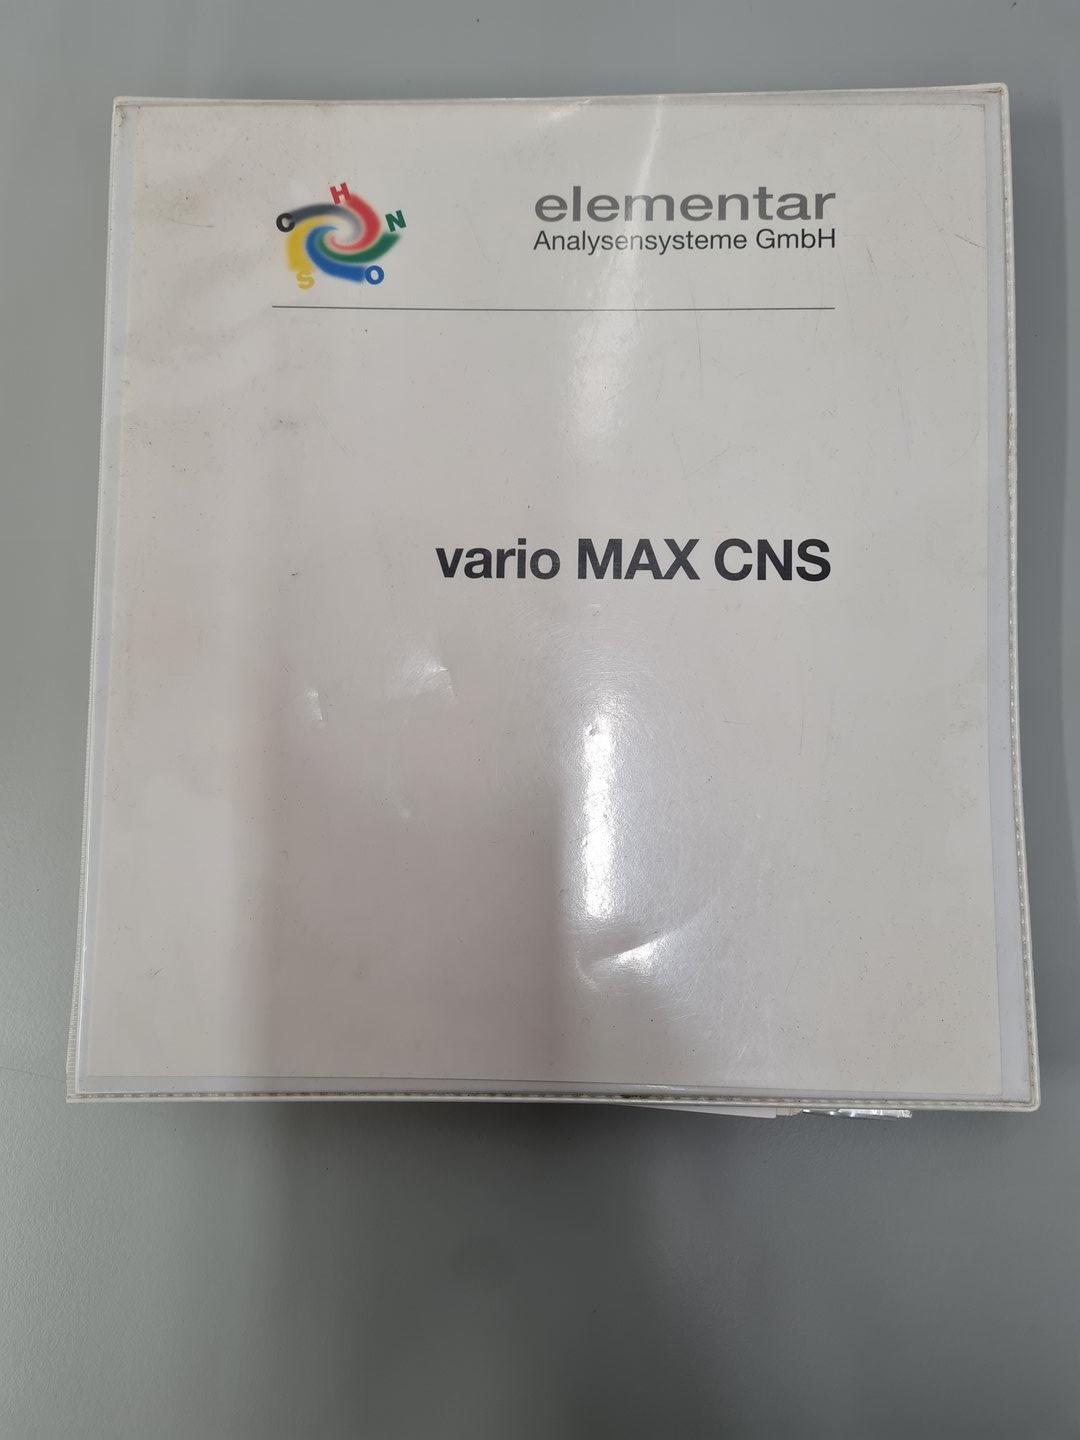 C H N S O
elementar
Analysensysteme GmbH
vario MAX CNS